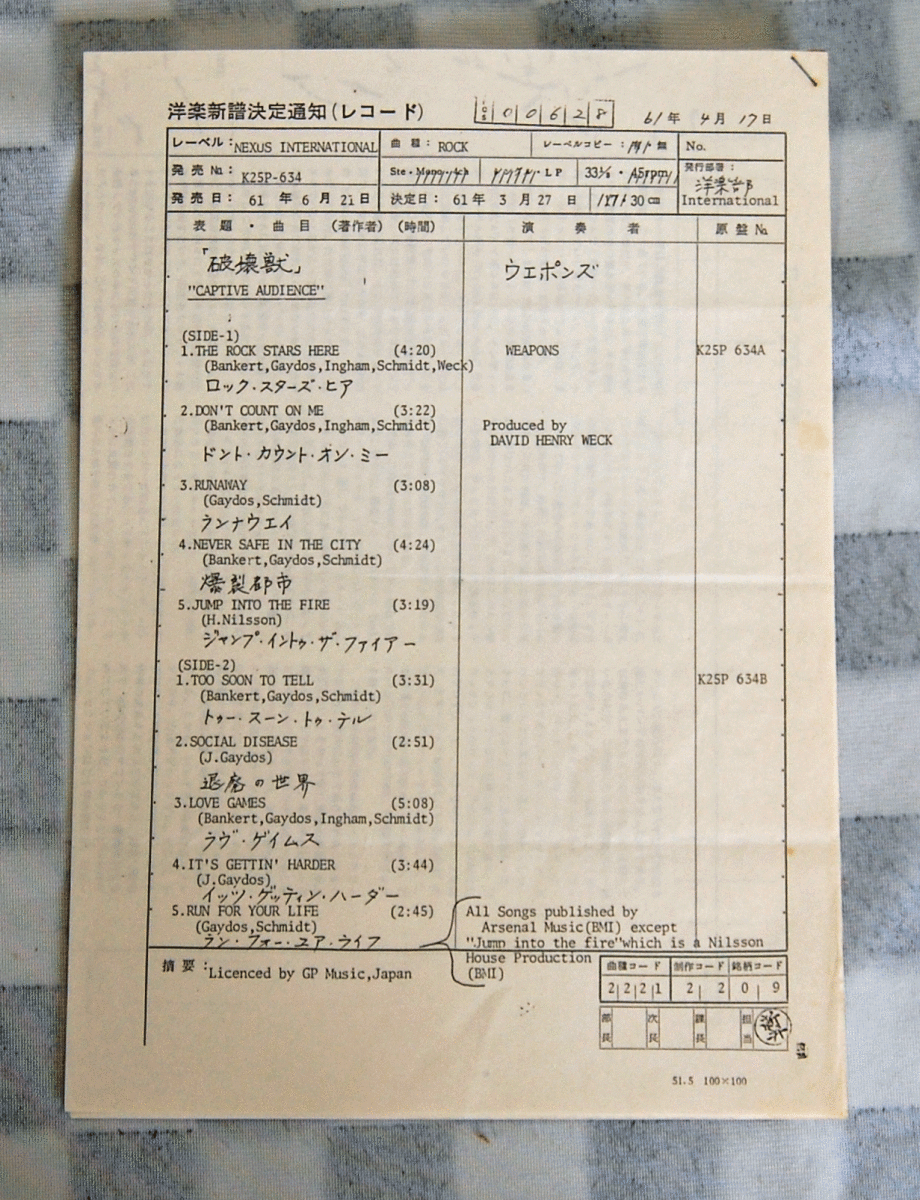 洋楽新譜決定通知(レコード) 00628 61年 4月 17日
レーベル:NEXUS INTERNATIONAL 曲種:ROCK レーベルコピー: 無 No.
発売№: K25P-634 Ste・Mono・4ch ・LP 33⅓・45rpm 発行部署: 洋楽部
発売日: 61 年 6 月 21 日 決定日: 61 年 3 月 27 日 17/30cm International
表題・曲目 (著作者) (時間) 演奏者 原盤№
「破壊獣」 ウエポンズ
"CAPTIVE AUDIENCE"
(SIDE-1)
1.THE ROCK STARS HERE (4:20) WEAPONS K25P 634A
(Bankert,Gaydos,Ingham,Schmidt,Weck)
ロック・スターズ・ヒア
2.DON'T COUNT ON ME (3:22)
(Bankert,Gaydos,Ingham,Schmidt) Produced by
DAVID HENRY WECK
ドント・カウント・オン・ミー
3.RUNAWAY (3:08)
(Gaydos,Schmidt)
ランナウエイ
4.NEVER SAFE IN THE CITY (4:24)
(Bankert,Gaydos,Schmidt)
爆裂都市
5.JUMP INTO THE FIRE (3:19)
(H.Nilsson)
ジャンプ・イントゥ・ザ・ファイアー
(SIDE-2)
1.TOO SOON TO TELL (3:31) K25P 634B
(Bankert,Gaydos,Schmidt)
トゥー・スーン・トゥ・テル
2.SOCIAL DISEASE (2:51)
(J.Gaydos)
退廃の世界
3.LOVE GAMES (5:08)
(Bankert,Gaydos,Ingham,Schmidt)
ラヴ・ゲイムス
4.IT'S GETTIN' HARDER (3:44)
(J.Gaydos)
イッツ・ゲッティン・ハーダー
5.RUN FOR YOUR LIFE (2:45)
(Gaydos,Schmidt)
ラン・フォー・ユア・ライフ
All Songs published by
Arsenal Music(BMI) except
"Jump into the fire"which is a Nilsson
House Production
(BMI)
摘要:Licenced by GP Music,Japan
曲種コード 制作コード 銘柄コード
2 2 2 1 2 2 0 9
部長 次長 課長 担当
51.5 100×100